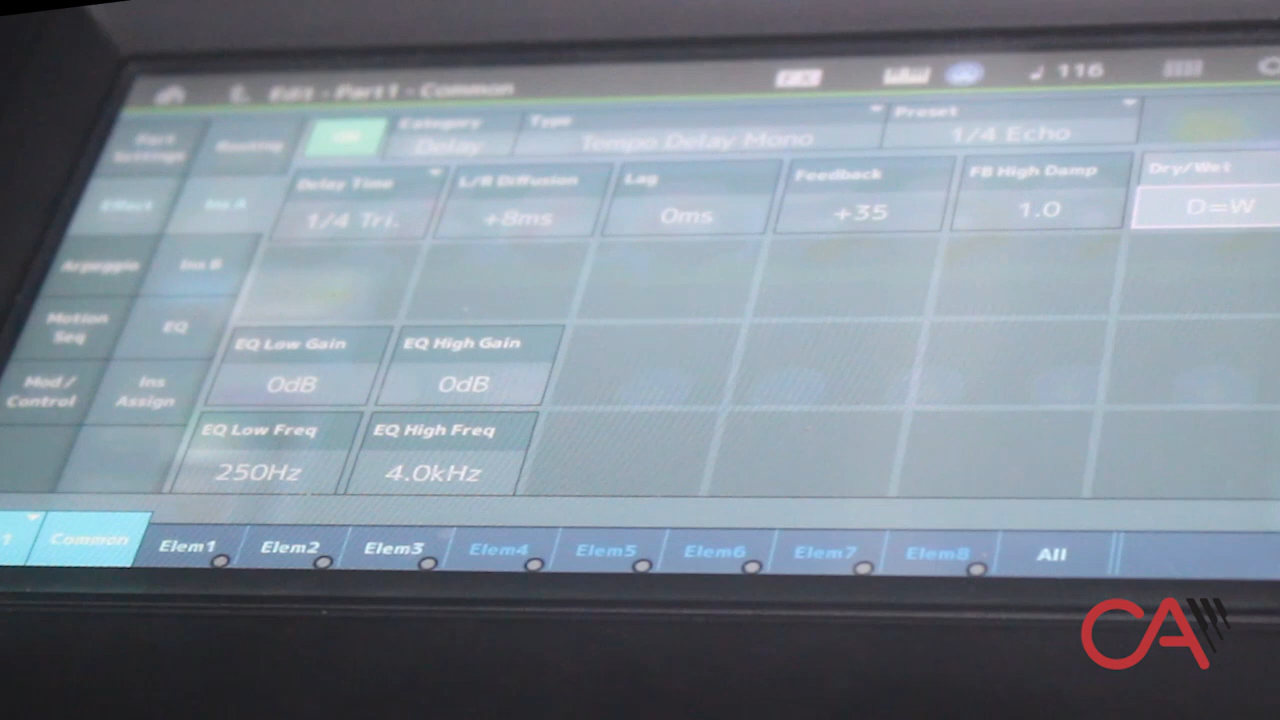 Edit - Part1 - Common FX 116
Part Settings Routing ON Category Delay Type Tempo Delay Mono Preset 1/4 Echo
Delay Time L/R Diffusion Lag Feedback FB High Damp Dry/Wet
Effect Ins A 1/4 Tri. +8ms 0ms +35 1.0 D=W
Arpeggio Ins B
Motion Seq EQ EQ Low Gain EQ High Gain
0dB 0dB
Mod / Control Ins Assign
EQ Low Freq EQ High Freq
250Hz 4.0kHz
1 Common Elem1 Elem2 Elem3 Elem4 Elem5 Elem6 Elem7 Elem8 All
CA